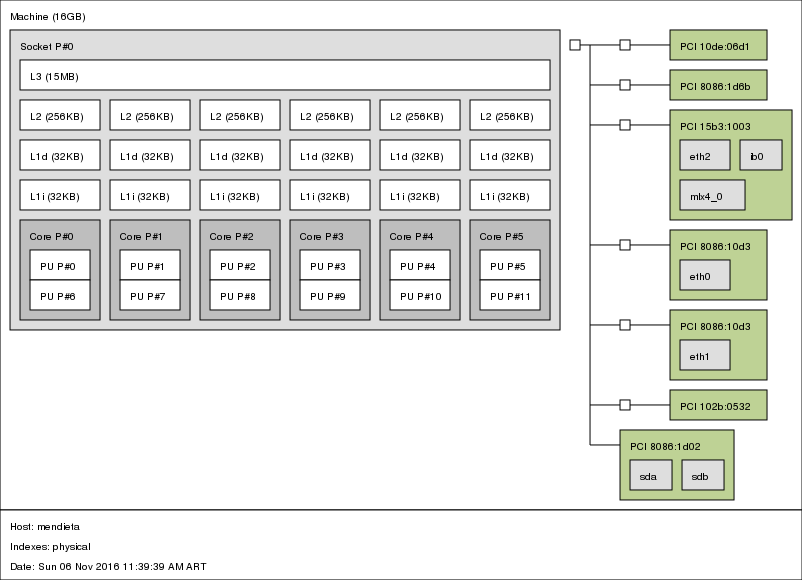 Machine (16GB)
Socket P#0
L3 (15MB)
L2 (256KB) L2 (256KB) L2 (256KB) L2 (256KB) L2 (256KB) L2 (256KB)
L1d (32KB) L1d (32KB) L1d (32KB) L1d (32KB) L1d (32KB) L1d (32KB)
L1i (32KB) L1i (32KB) L1i (32KB) L1i (32KB) L1i (32KB) L1i (32KB)
Core P#0 Core P#1 Core P#2 Core P#3 Core P#4 Core P#5
PU P#0 PU P#1 PU P#2 PU P#3 PU P#4 PU P#5
PU P#6 PU P#7 PU P#8 PU P#9 PU P#10 PU P#11
PCI 10de:06d1
PCI 8086:1d6b
PCI 15b3:1003
eth2 ib0
mlx4_0
PCI 8086:10d3
eth0
PCI 8086:10d3
eth1
PCI 102b:0532
PCI 8086:1d02
sda sdb
Host: mendieta
Indexes: physical
Date: Sun 06 Nov 2016 11:39:39 AM ART